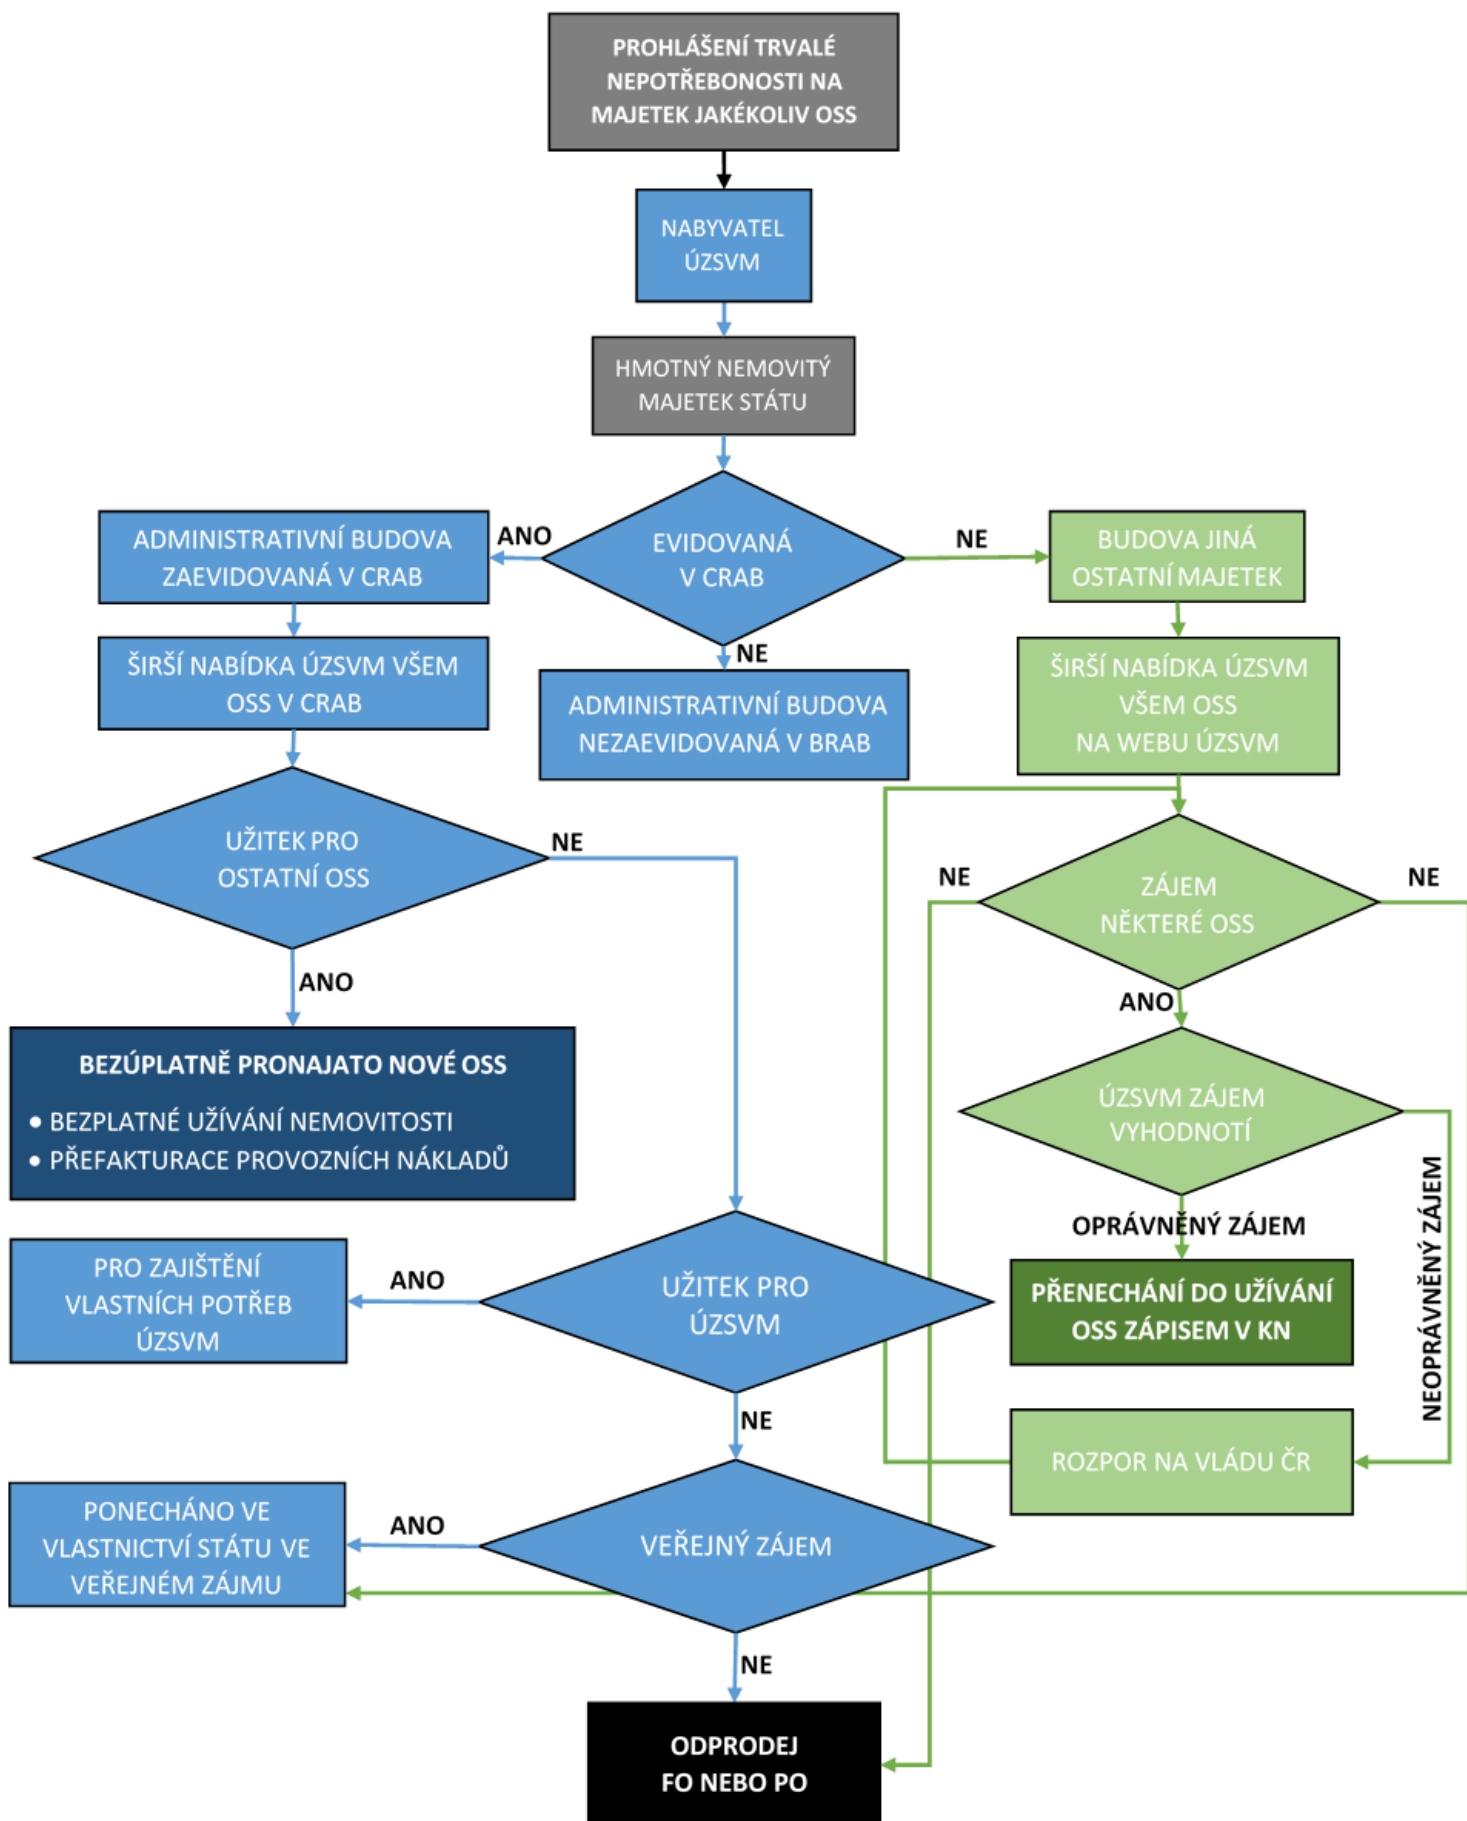 PROHLÁŠENÍ TRVALÉ
NEPOTŘEBONOSTI NA
MAJETEK JAKÉKOLIV OSS
NABYVATEL
ÚZSVM
HMOTNÝ NEMOVITÝ
MAJETEK STÁTU
EVIDOVANÁ
V CRAB
ANO
NE
NE
ADMINISTRATIVNÍ BUDOVA
ZAEVIDOVANÁ V CRAB
BUDOVA JINÁ
OSTATNÍ MAJETEK
ŠIRŠÍ NABÍDKA ÚZSVM VŠEM
OSS V CRAB
ADMINISTRATIVNÍ BUDOVA
NEZAEVIDOVANÁ V BRAB
ŠIRŠÍ NABÍDKA ÚZSVM
VŠEM OSS
NA WEBU ÚZSVM
UŽITEK PRO
OSTATNÍ OSS
NE
ANO
ZÁJEM
NĚKTERÉ OSS
NE
NE
ANO
BEZÚPLATNĚ PRONAJATO NOVÉ OSS
• BEZPLATNÉ UŽÍVÁNÍ NEMOVITOSTI
• PŘEFAKTURACE PROVOZNÍCH NÁKLADŮ
ÚZSVM ZÁJEM
VYHODNOTÍ
OPRÁVNĚNÝ ZÁJEM
NEOPRÁVNĚNÝ ZÁJEM
PRO ZAJIŠTĚNÍ
VLASTNÍCH POTŘEB
ÚZSVM
ANO
UŽITEK PRO
ÚZSVM
NE
PŘENECHÁNÍ DO UŽÍVÁNÍ
OSS ZÁPISEM V KN
ROZPOR NA VLÁDU ČR
PONECHÁNO VE
VLASTNICTVÍ STÁTU VE
VEŘEJNÉM ZÁJMU
ANO
VEŘEJNÝ ZÁJEM
NE
ODPRODEJ
FO NEBO PO